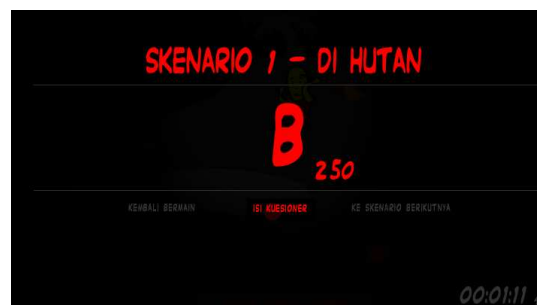 SKENARIO 1 - DI HUTAN
B
250
KEMBALI BERMAIN ISI KUESIONER KE SKENARIO BERIKUTNYA
00:01:11